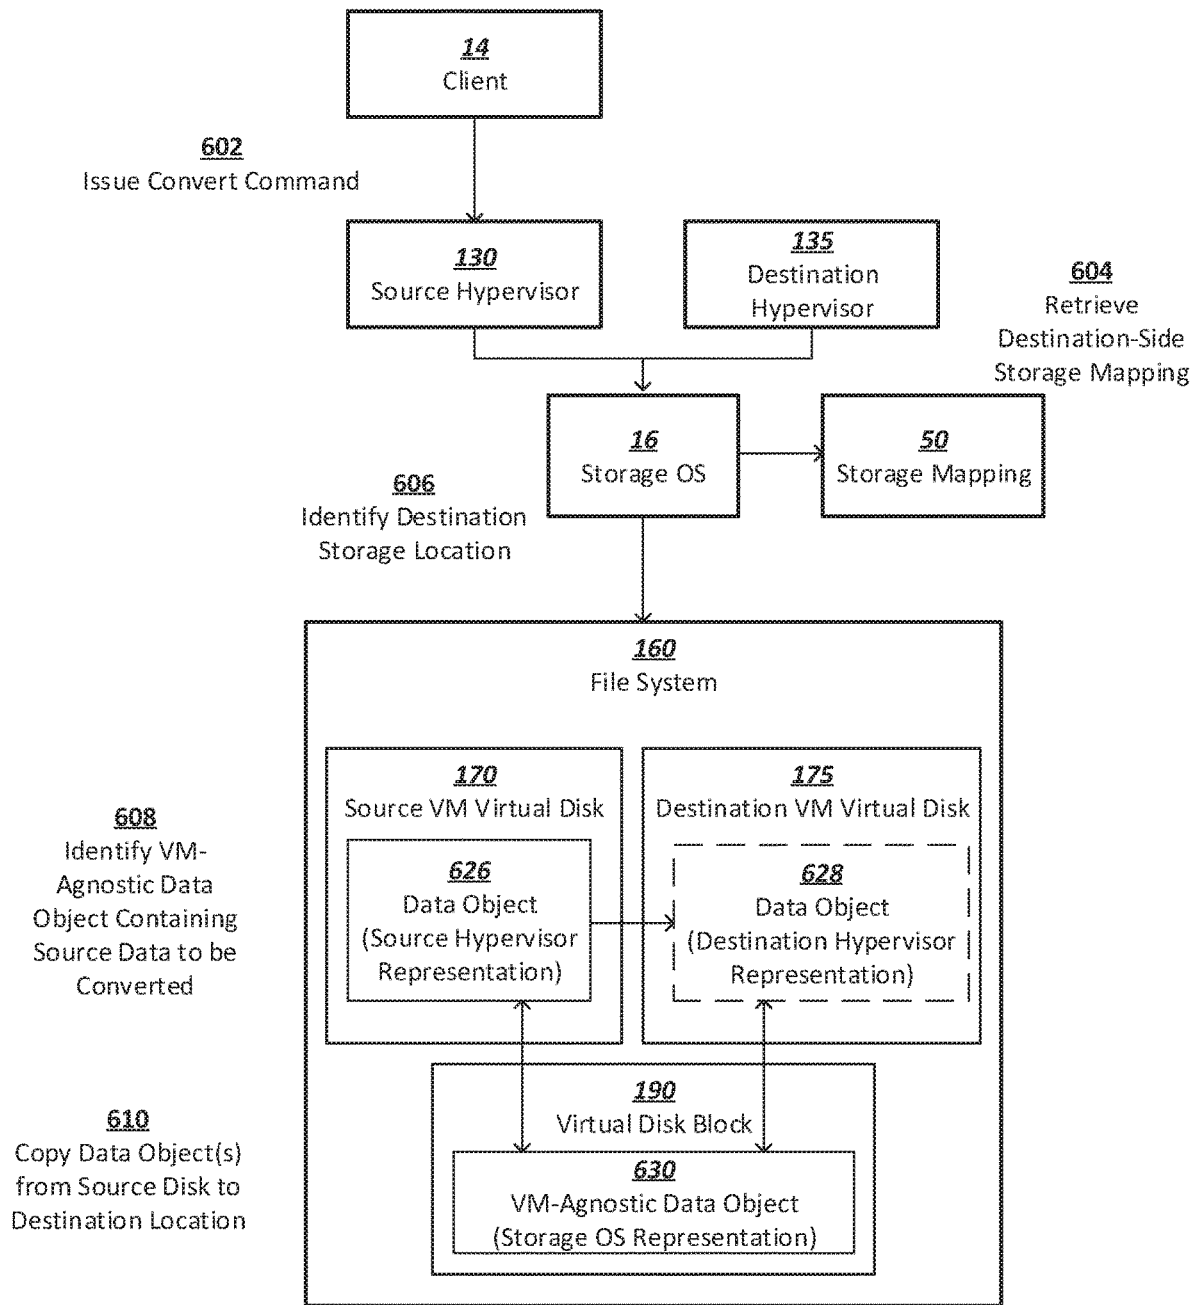 14
Client
602
Issue Convert Command
130
Source Hypervisor
135
Destination
Hypervisor
604
Retrieve
Destination-Side
Storage Mapping
16
Storage OS
50
Storage Mapping
606
Identify Destination
Storage Location
160
File System
170
Source VM Virtual Disk
175
Destination VM Virtual Disk
608
Identify VM-
Agnostic Data
Object Containing
Source Data to be
Converted
626
Data Object
(Source Hypervisor
Representation)
628
Data Object
(Destination Hypervisor
Representation)
190
Virtual Disk Block
610
Copy Data Object(s)
from Source Disk to
Destination Location
630
VM-Agnostic Data Object
(Storage OS Representation)